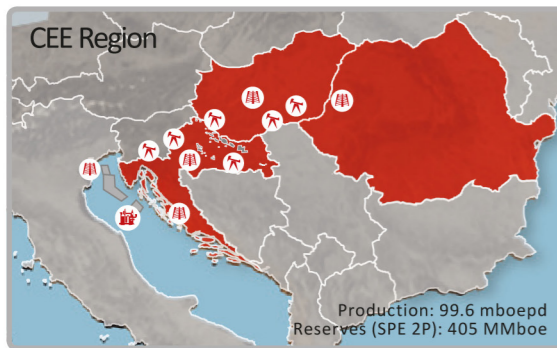 CEE Region
Production: 99.6 mboepd
Reserves (SPE 2P): 405 MMboe